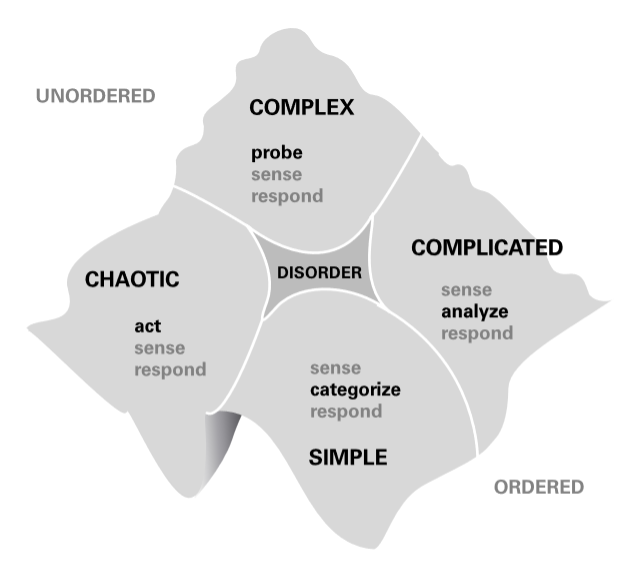 UNORDERED
COMPLEX
probe
sense
respond
COMPLICATED
sense
analyze
respond
DISORDER
CHAOTIC
act
sense
respond
sense
categorize
respond
SIMPLE
ORDERED